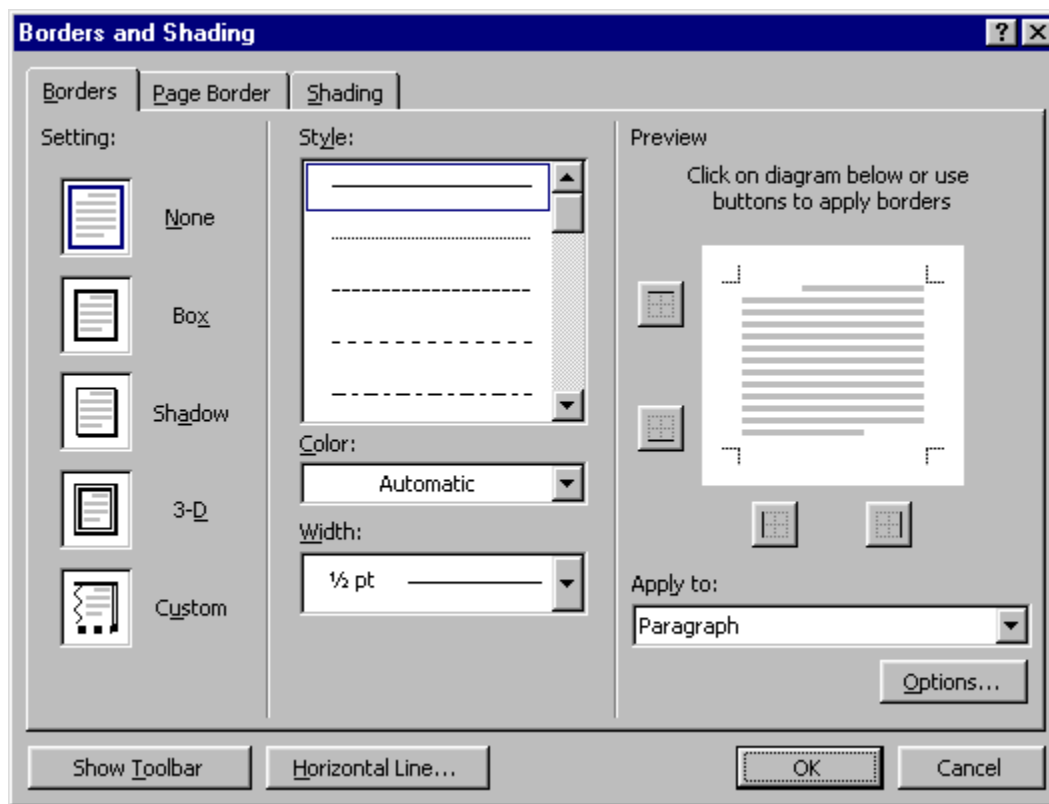 Borders and Shading
Borders
Page Border
Shading
Setting:
None
Box
Shadow
3-D
Custom
Style:
Color:
Automatic
Width:
½ pt
Preview
Click on diagram below or use
buttons to apply borders
Apply to:
Paragraph
Options...
Show Toolbar
Horizontal Line...
OK
Cancel